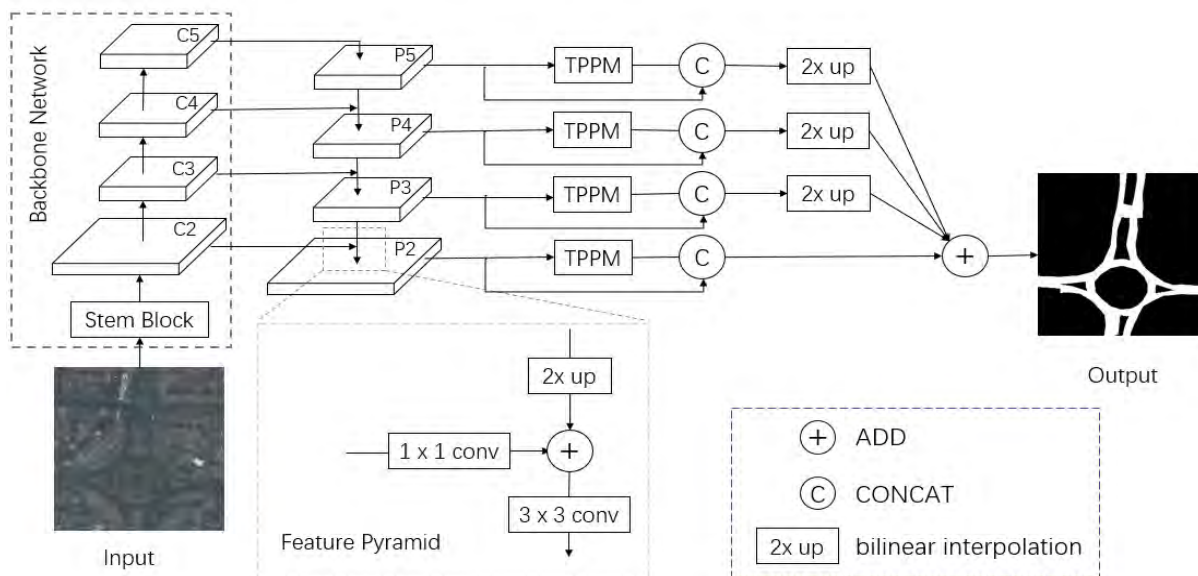 Backbone Network
C5
C4
C3
C2
Stem Block
Input
P5
P4
P3
P2
TPPM
C
2x up
TPPM
C
2x up
TPPM
C
2x up
TPPM
C
+
Output
2x up
1 x 1 conv
+
3 x 3 conv
Feature Pyramid
+ ADD
C CONCAT
2x up bilinear interpolation